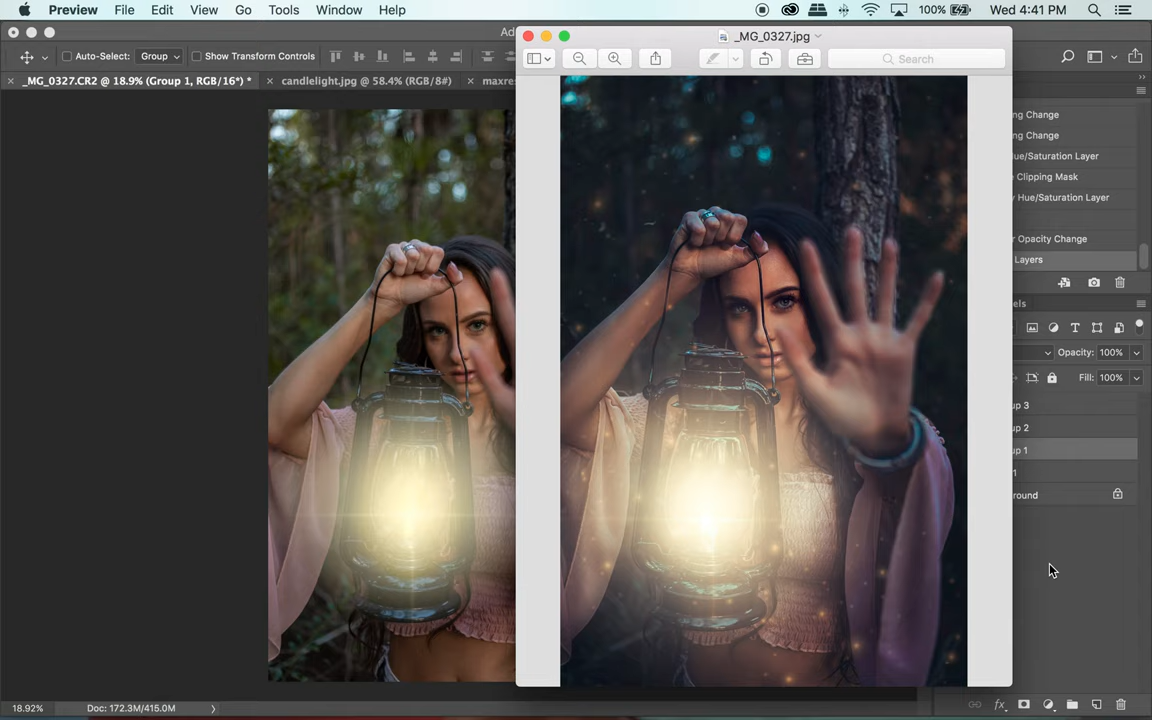 Preview File Edit View Go Tools Window Help 100% Wed 4:41 PM
Ad
_MG_0327.jpg
Auto-Select: Group Show Transform Controls
Search
_MG_0327.CR2 @ 18.9% (Group 1, RGB/16*) * candlelight.jpg @ 58.4% (RGB/8#) maxres
ng Change
ng Change
Hue/Saturation Layer
Clipping Mask
y Hue/Saturation Layer
r Opacity Change
Layers
els
Opacity: 100%
Fill: 100%
up 3
up 2
up 1
1
round
18.92% Doc: 172.3M/415.0M
fx